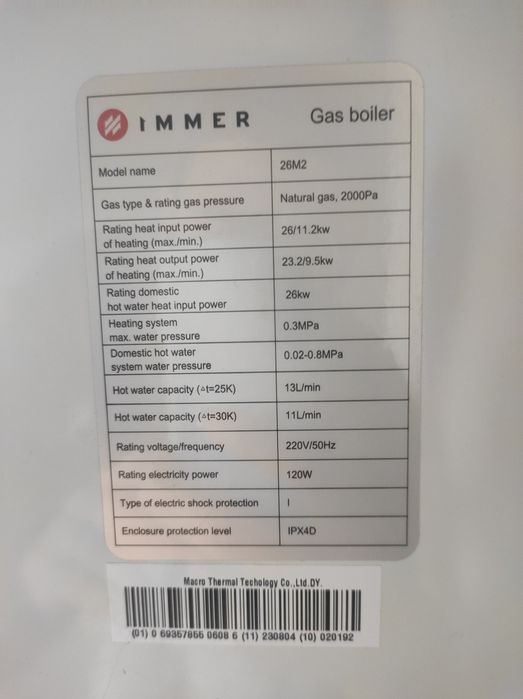 IMMER Gas boiler
Model name 26M2
Gas type & rating gas pressure Natural gas, 2000Pa
Rating heat input power
of heating (max./min.) 26/11.2kw
Rating heat output power
of heating (max./min.) 23.2/9.5kw
Rating domestic
hot water heat input power 26kw
Heating system
max. water pressure 0.3MPa
Domestic hot water
system water pressure 0.02-0.8MPa
Hot water capacity (△t=25K) 13L/min
Hot water capacity (△t=30K) 11L/min
Rating voltage/frequency 220V/50Hz
Rating electricity power 120W
Type of electric shock protection I
Enclosure protection level IPX4D
Macro Thermal Techology Co.,Ltd.DY.
(01) 0 69367866 0608 6 (11) 230804 (10) 020192